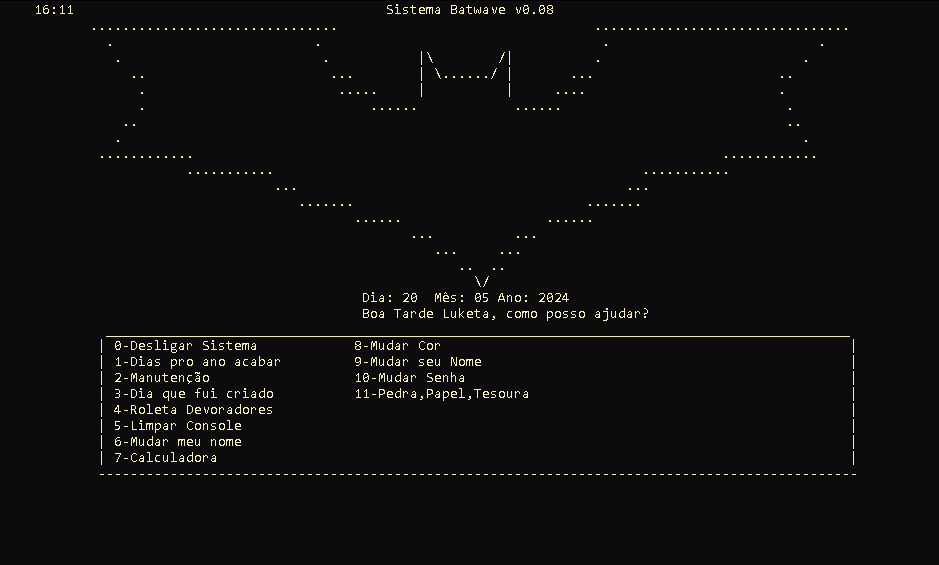 16:11 Sistema Batwave v0.08
Dia: 20 Mês: 05 Ano: 2024
Boa Tarde Luketa, como posso ajudar?
0-Desligar Sistema 8-Mudar Cor
1-Dias pro ano acabar 9-Mudar seu Nome
2-Manutenção 10-Mudar Senha
3-Dia que fui criado 11-Pedra,Papel,Tesoura
4-Roleta Devoradores
5-Limpar Console
6-Mudar meu nome
7-Calculadora